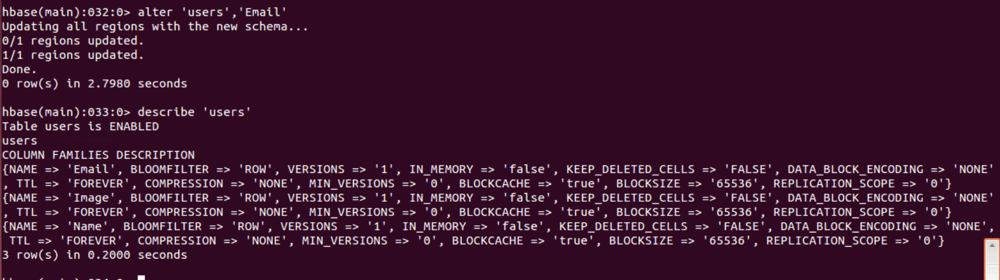 hbase(main):032:0> alter 'users','Email'
Updating all regions with the new schema...
0/1 regions updated.
1/1 regions updated.
Done.
0 row(s) in 2.7980 seconds
hbase(main):033:0> describe 'users'
Table users is ENABLED
users
COLUMN FAMILIES DESCRIPTION
{NAME => 'Email', BLOOMFILTER => 'ROW', VERSIONS => '1', IN_MEMORY => 'false', KEEP_DELETED_CELLS => 'FALSE', DATA_BLOCK_ENCODING => 'NONE'
, TTL => 'FOREVER', COMPRESSION => 'NONE', MIN_VERSIONS => '0', BLOCKCACHE => 'true', BLOCKSIZE => '65536', REPLICATION_SCOPE => '0'}
{NAME => 'Image', BLOOMFILTER => 'ROW', VERSIONS => '1', IN_MEMORY => 'false', KEEP_DELETED_CELLS => 'FALSE', DATA_BLOCK_ENCODING => 'NONE'
, TTL => 'FOREVER', COMPRESSION => 'NONE', MIN_VERSIONS => '0', BLOCKCACHE => 'true', BLOCKSIZE => '65536', REPLICATION_SCOPE => '0'}
{NAME => 'Name', BLOOMFILTER => 'ROW', VERSIONS => '1', IN_MEMORY => 'false', KEEP_DELETED_CELLS => 'FALSE', DATA_BLOCK_ENCODING => 'NONE',
TTL => 'FOREVER', COMPRESSION => 'NONE', MIN_VERSIONS => '0', BLOCKCACHE => 'true', BLOCKSIZE => '65536', REPLICATION_SCOPE => '0'}
3 row(s) in 0.2000 seconds